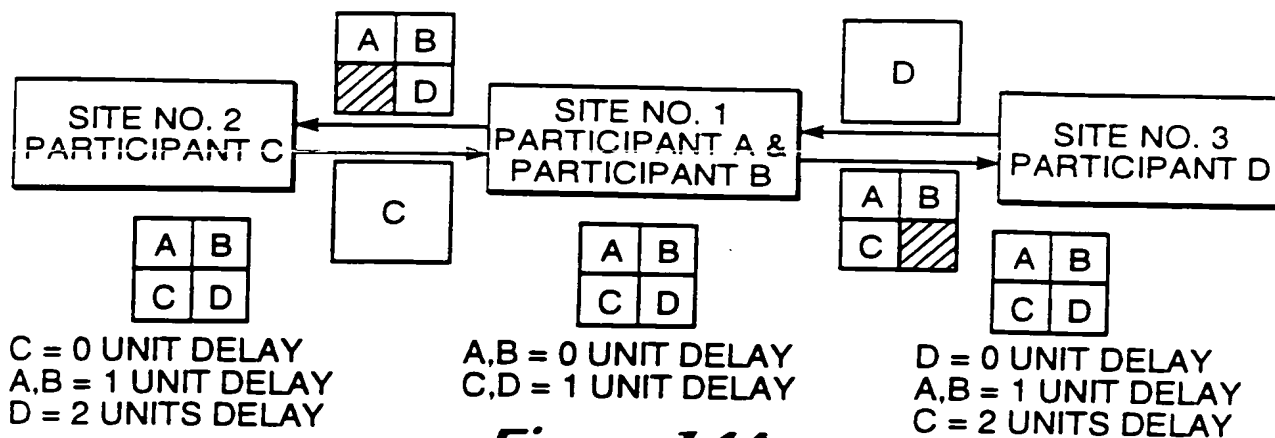 A B
D
D
SITE NO. 2
PARTICIPANT C
SITE NO. 1
PARTICIPANT A &
PARTICIPANT B
SITE NO. 3
PARTICIPANT D
C
A B
C
A B
C D
A B
C D
A B
C D
C = 0 UNIT DELAY
A,B = 1 UNIT DELAY
D = 2 UNITS DELAY
A,B = 0 UNIT DELAY
C,D = 1 UNIT DELAY
D = 0 UNIT DELAY
A,B = 1 UNIT DELAY
C = 2 UNITS DELAY